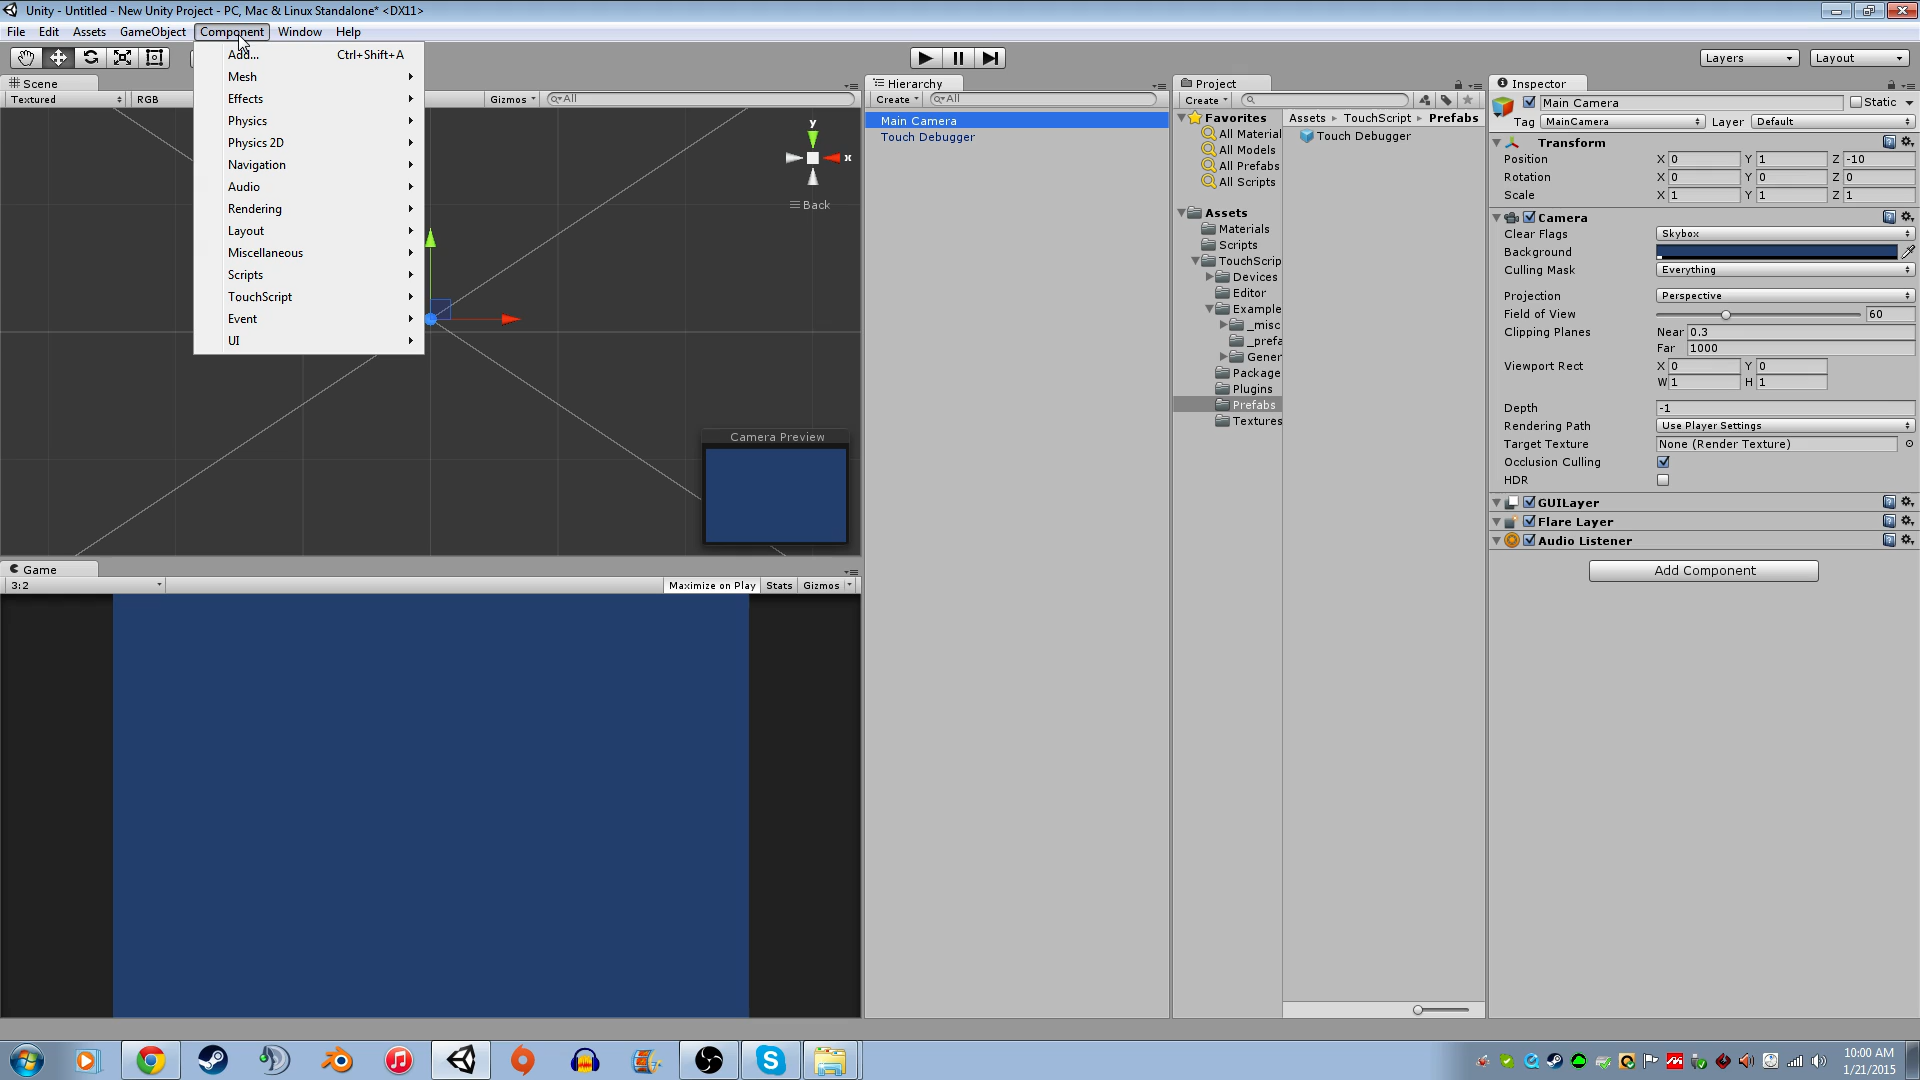 Unity - Untitled - New Unity Project - PC, Mac & Linux Standalone* <DX11>
File Edit Assets GameObject Component Window Help
Layers Layout
Add... Ctrl+Shift+A
Mesh
Effects
Physics
Physics 2D
Navigation
Audio
Rendering
Layout
Miscellaneous
Scripts
TouchScript
Event
UI
Scene
Textured RGB Gizmos All
y
x
Back
Camera Preview
Game
3:2 Maximize on Play Stats Gizmos
Hierarchy
Create All
Main Camera
Touch Debugger
Project
Create
Favorites
All Material
All Models
All Prefabs
All Scripts
Assets
Materials
Scripts
TouchScrip
Devices
Editor
Example
_misc
_prefa
Gener
Package
Plugins
Prefabs
Textures
Assets TouchScript Prefabs
Touch Debugger
Inspector
Main Camera Static
Tag MainCamera Layer Default
Transform
Position X 0 Y 1 Z -10
Rotation X 0 Y 0 Z 0
Scale X 1 Y 1 Z 1
Camera
Clear Flags Skybox
Background
Culling Mask Everything
Projection Perspective
Field of View 60
Clipping Planes Near 0.3
Far 1000
Viewport Rect X 0 Y 0
W 1 H 1
Depth -1
Rendering Path Use Player Settings
Target Texture None (Render Texture)
Occlusion Culling
HDR
GUILayer
Flare Layer
Audio Listener
Add Component
10:00 AM
1/21/2015